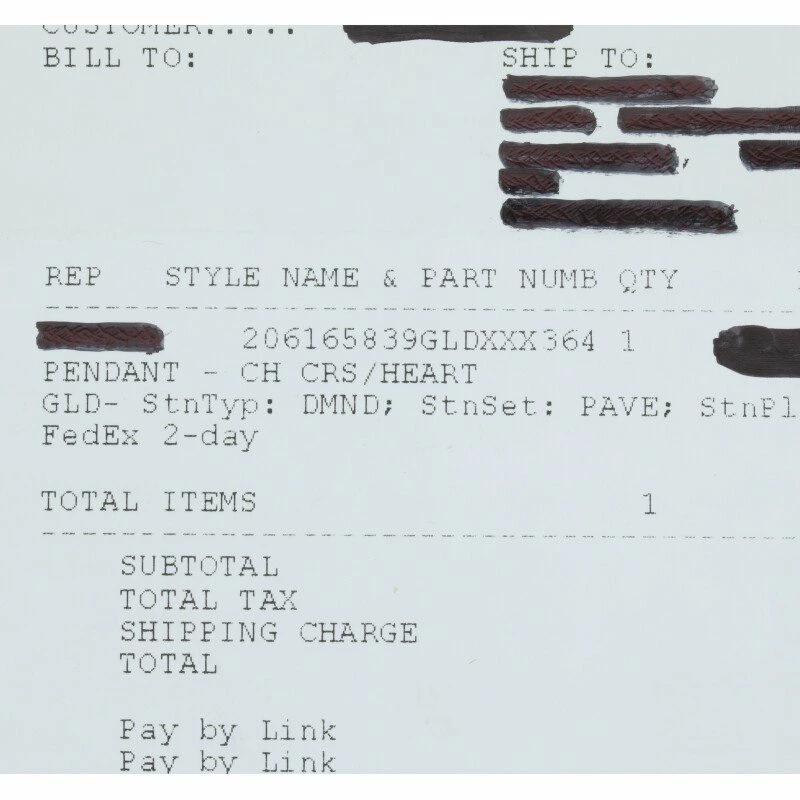 CUSTOMER.....
BILL TO:
SHIP TO:
,
REP STYLE NAME & PART NUMB QTY
206165839GLDXXX364 1
PENDANT - CH CRS/HEART
GLD- StnTyp: DMND; StnSet: PAVE; StnPl
FedEx 2-day
TOTAL ITEMS 1
SUBTOTAL
TOTAL TAX
SHIPPING CHARGE
TOTAL
Pay by Link
Pay by Link